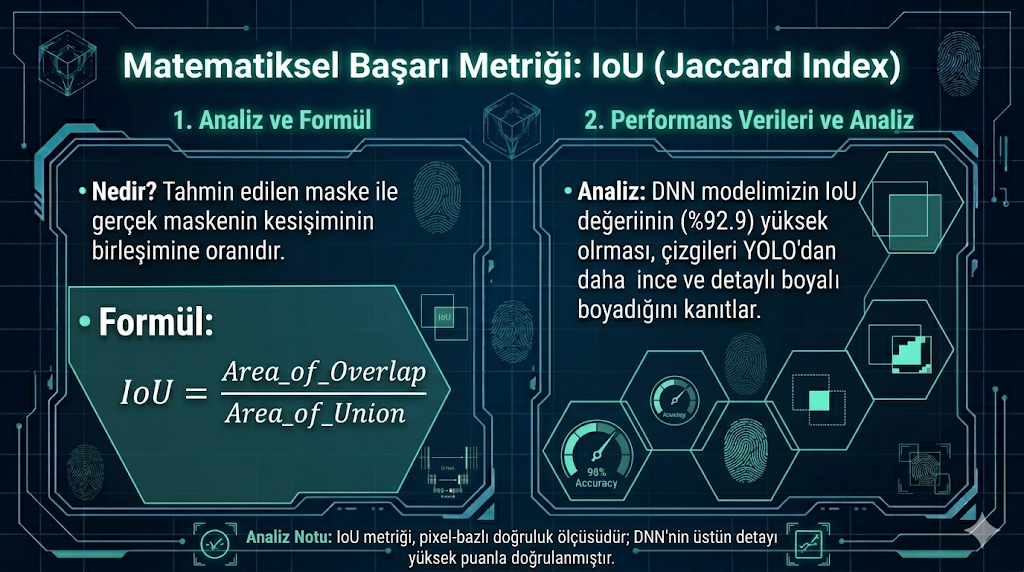 Matematiksel Başarı Metriği: IoU (Jaccard Index)
1. Analiz ve Formül
• Nedir? Tahmin edilen maske ile
gerçek maskenin kesişiminin
birleşimine oranıdır.
• Formül:
IoU = Area_of_Overlap / Area_of_Union
IoU
2. Performans Verileri ve Analiz
• Analiz: DNN modelimizin IoU
değeriinin (%92.9) yüksek
olrması, çizgileri YOLO'dan
daha ince ve detaylı boyalı
boyadığını kanıtlar.
Accuracy
98%
Accuracy
Analiz Notu: IoU metriği, pixel-bazlı doğruluk ölçüsüdür; DNN'nin üstün detayı
yüksek puanla doğrulanmıştır.